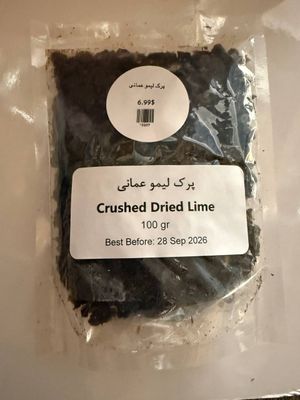 پرک لیمو عمانی
6.99$
پرک لیمو عمانی
Crushed Dried Lime
100 gr
Best Before: 28 Sep 2026